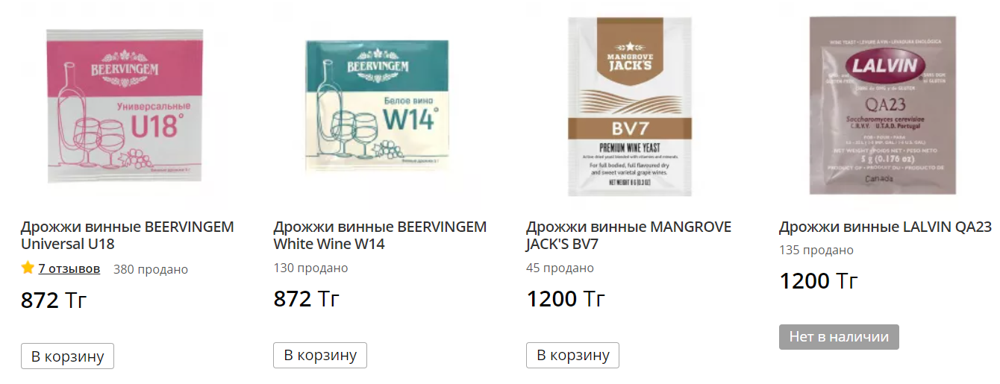 BEERVINGEM
Универсальные
U18°
BEERVINGEM
Белое вино
W14°
MANGROVE
JACK'S
BV7
PREMIUM WINE YEAST
Active dried yeast blended with vitamins and minerals.
For full bodied, full flavoured dry
and sweet varietal grape wines.
NET WEIGHT 8 G (0.3 OZ)
WINE YEAST • LEVURE À VIN • LEVADURA ENOLÓGICA
LALVIN
QA23
Saccharomyces cerevisiae
C.R.V.V. U.T.A.D. Portugal
FOR • POUR • PARA
NET WEIGHT • POIDS NET • PESO NETO
5 g (0.176 oz)
PRODUCT OF • PRODUIT DU • PRODUCTO DE
Canada
Дрожжи винные BEERVINGEM
Universal U18
7 отзывов 380 продано
872 Тг
В корзину
Дрожжи винные BEERVINGEM
White Wine W14
130 продано
872 Тг
В корзину
Дрожжи винные MANGROVE
JACK'S BV7
45 продано
1200 Тг
В корзину
Дрожжи винные LALVIN QA23
135 продано
1200 Тг
Нет в наличии